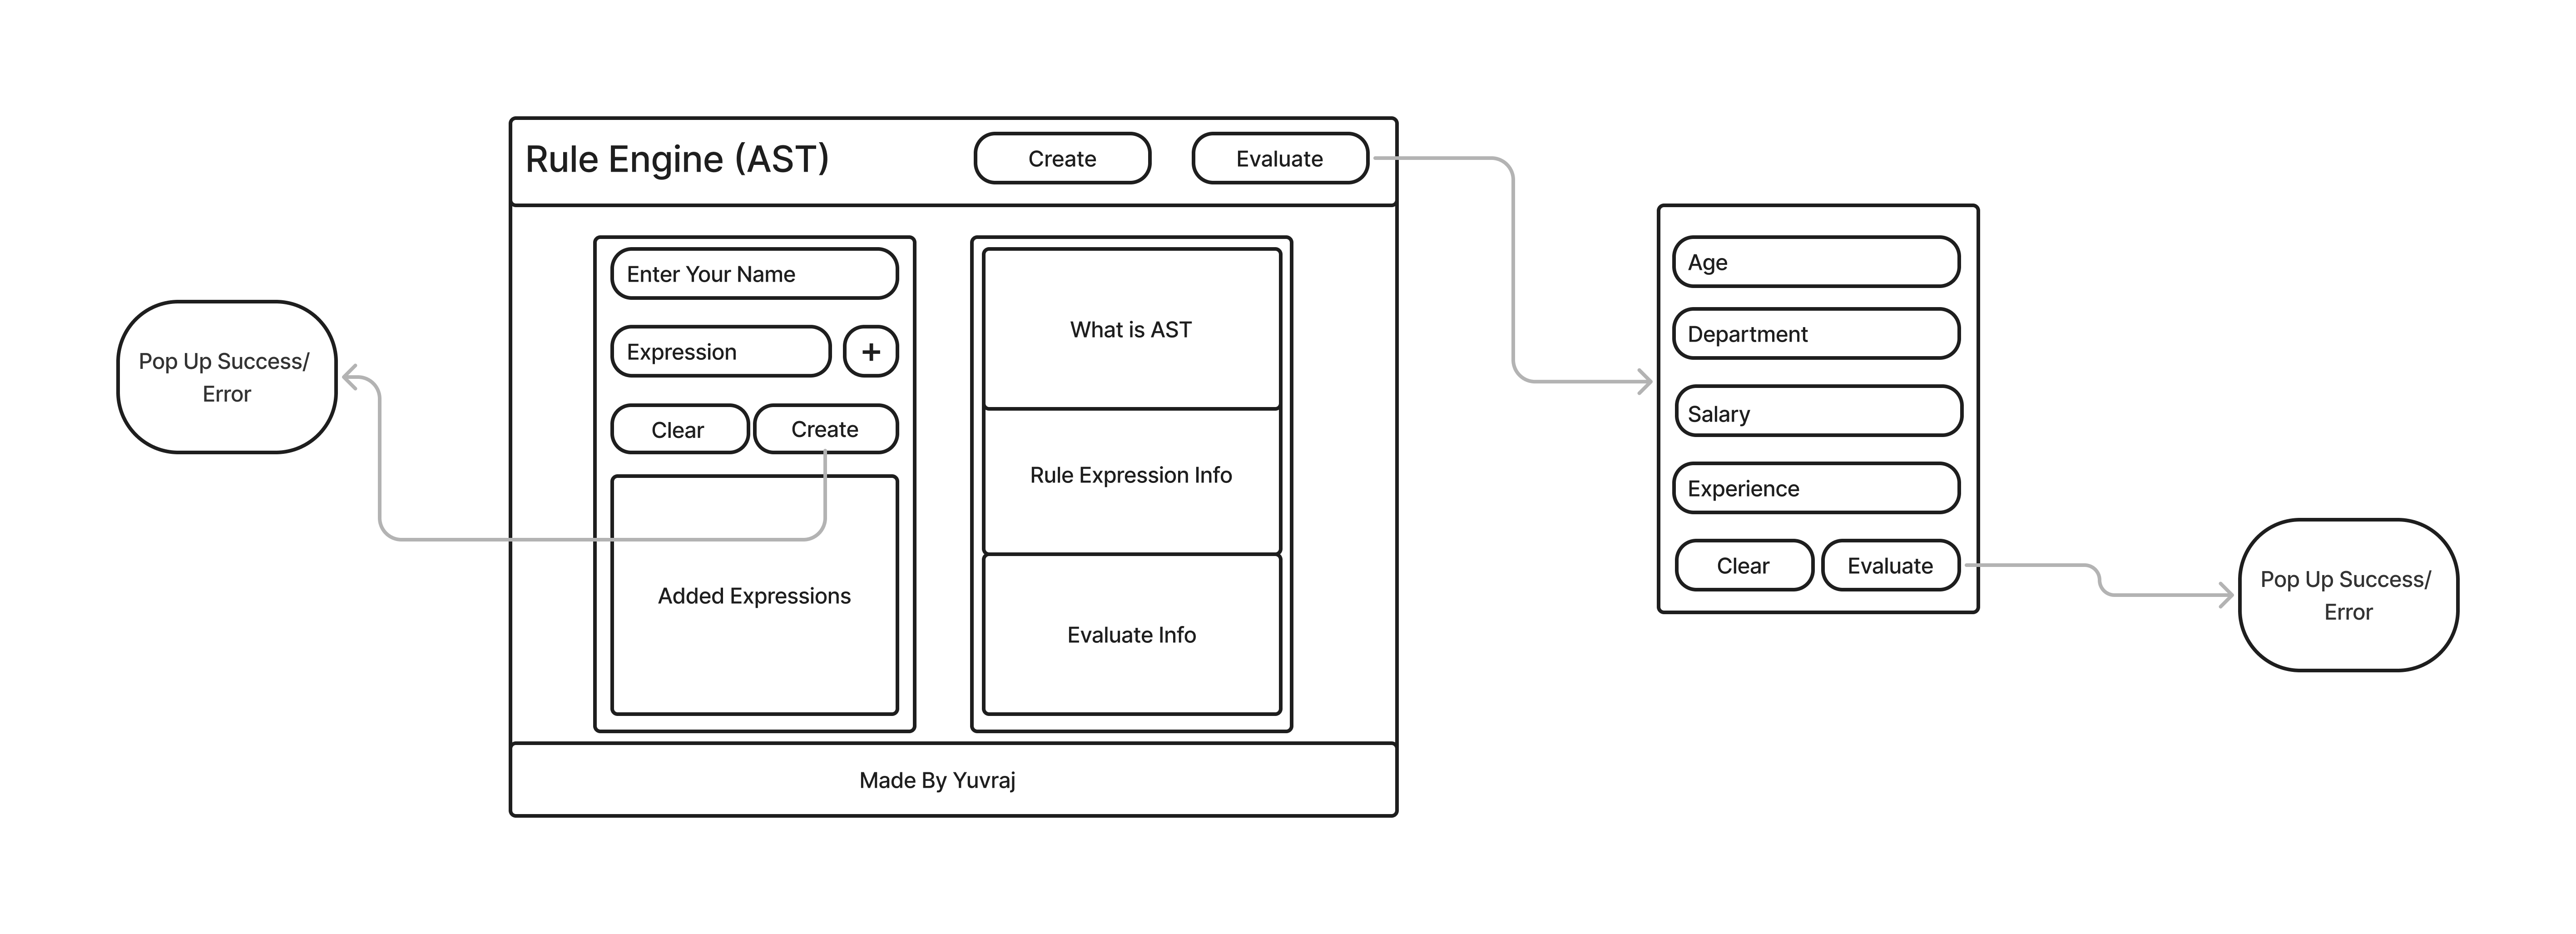 Rule Engine (AST)
Create
Evaluate
Enter Your Name
Expression
+
Clear
Create
Added Expressions
What is AST
Rule Expression Info
Evaluate Info
Made By Yuvraj
Pop Up Success/
Error
Age
Department
Salary
Experience
Clear
Evaluate
Pop Up Success/
Error